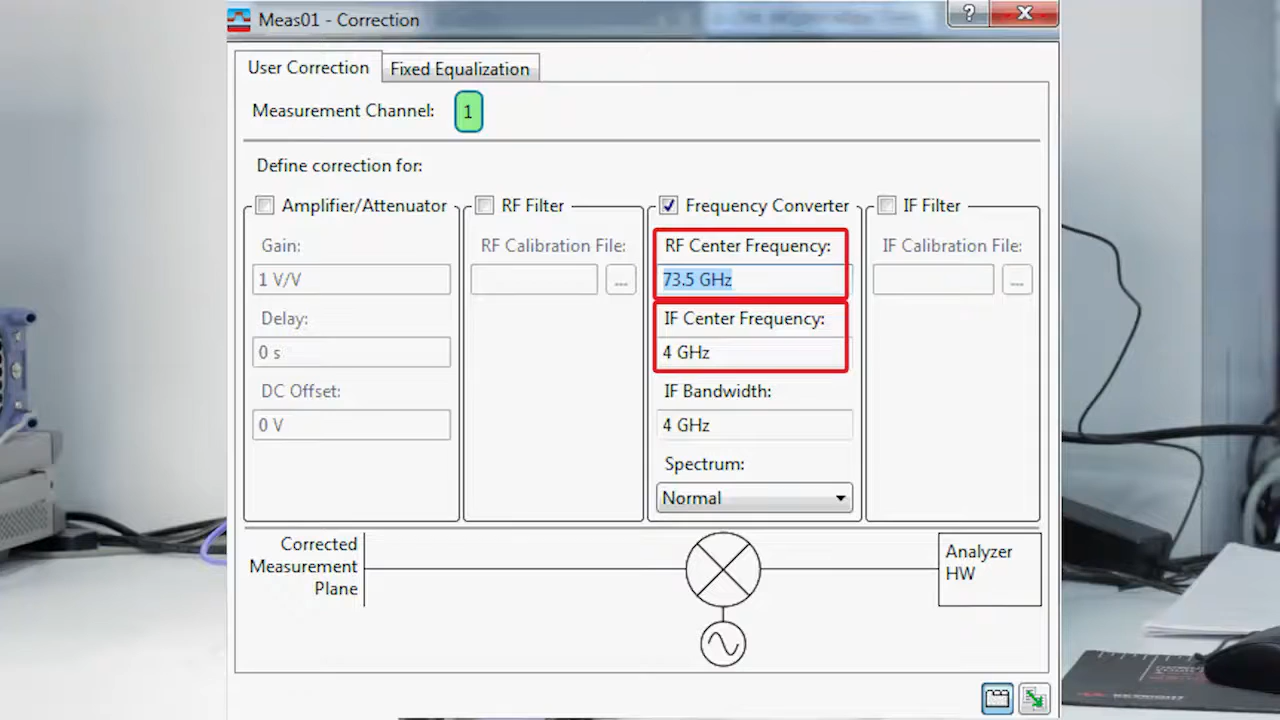 Meas01 - Correction
?
X
User Correction
Fixed Equalization
Measurement Channel:
1
Define correction for:
Amplifier/Attenuator
Gain:
1 V/V
Delay:
0 s
DC Offset:
0 V
RF Filter
RF Calibration File:
...
Frequency Converter
RF Center Frequency:
73.5 GHz
IF Center Frequency:
4 GHz
IF Bandwidth:
4 GHz
Spectrum:
Normal
IF Filter
IF Calibration File:
...
Corrected
Measurement
Plane
Analyzer
HW
KEYSIGHT